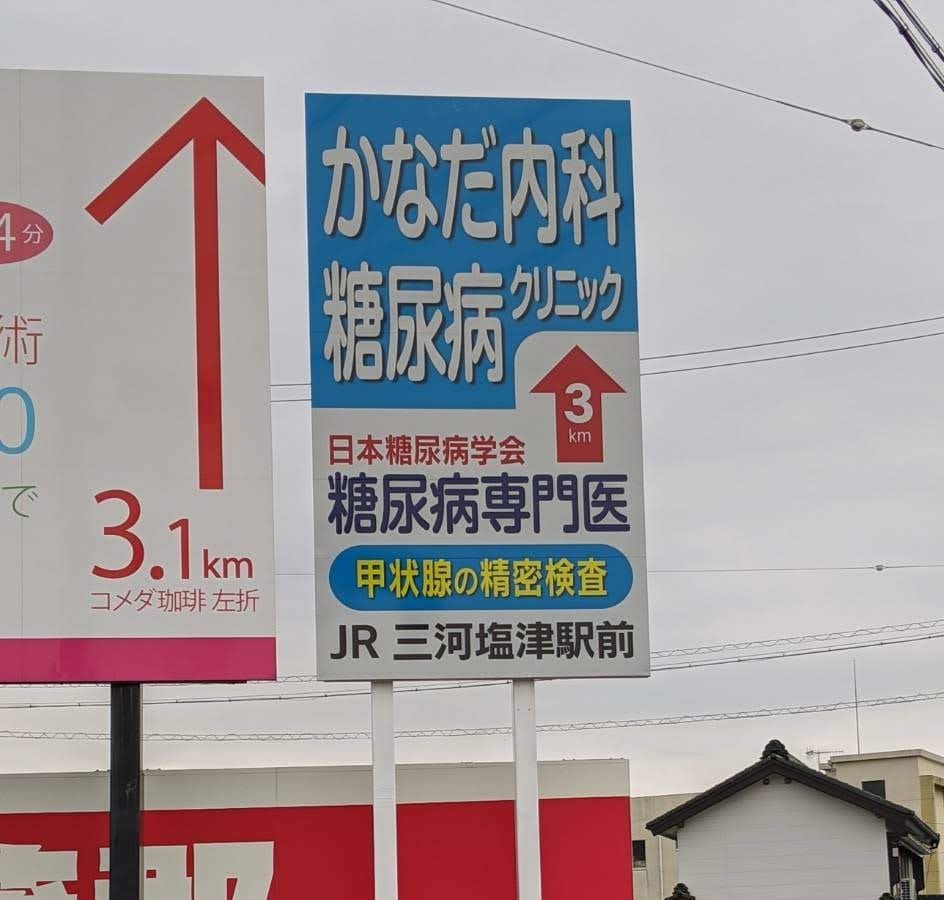 4分
術
0
で
3.1km
コメダ珈琲 左折
かなだ内科
糖尿病クリニック
3
km
日本糖尿病学会
糖尿病専門医
甲状腺の精密検査
JR 三河塩津駅前